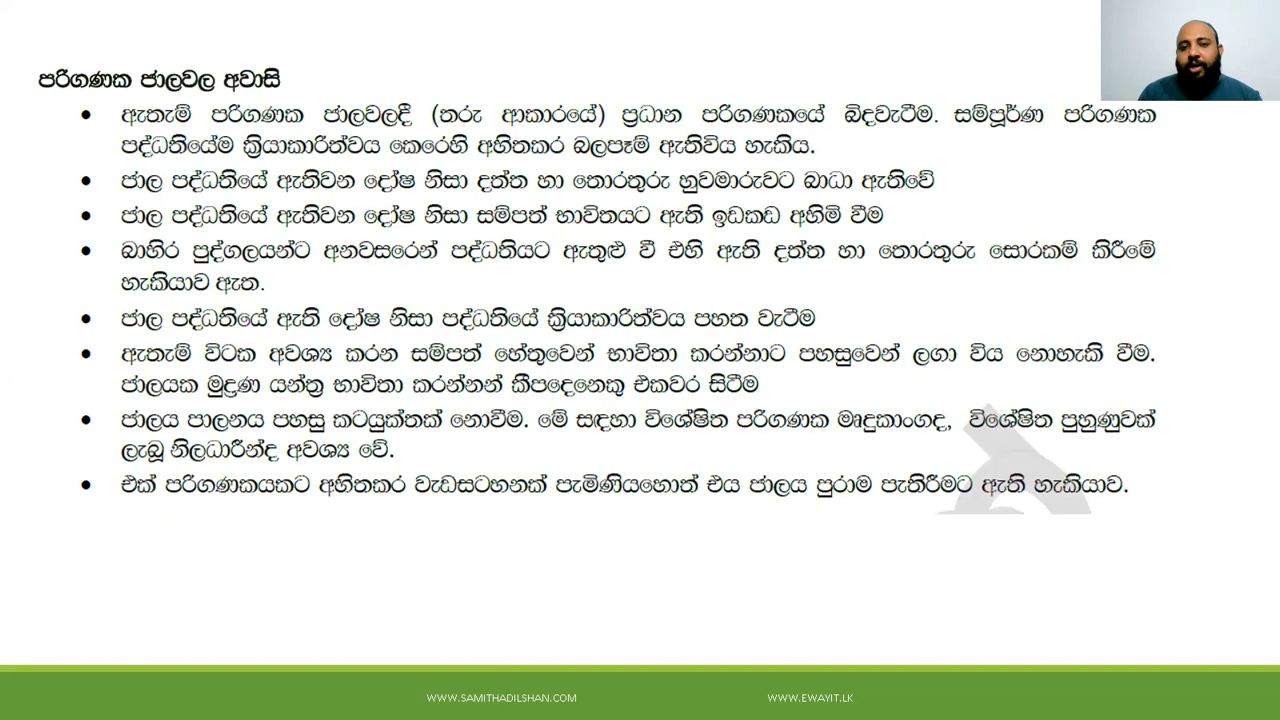 පරිගණක ජාලවල අවාසි
• ඇතැම් පරිගණක ජාලවලදී (තරු ආකාරයේ) ප්‍රධාන පරිගණකයේ බිදවැටීම. සම්පූර්ණ පරිගණක
පද්ධතියේම ක්‍රියාකාරිත්වය කෙරෙහි අහිතකර බලපෑම් ඇතිවිය හැකිය.
• ජාල පද්ධතියේ ඇතිවන දෝෂ නිසා දත්ත හා තොරතුරු හුවමාරුවට බාධා ඇතිවේ
• ජාල පද්ධතියේ ඇතිවන දෝෂ නිසා සම්පත් භාවිතයට ඇති ඉඩකඩ අහිමි වීම
• බාහිර පුද්ගලයන්ට අනවසරෙන් පද්ධතියට ඇතුළු වී එහි ඇති දත්ත හා තොරතුරු සොරකම් කිරීමේ
හැකියාව ඇත.
• ජාල පද්ධතියේ ඇති දෝෂ නිසා පද්ධතියේ ක්‍රියාකාරිත්වය පහත වැටීම
• ඇතැම් විටක අවශ්‍ය කරන සම්පත් හේතුවෙන් භාවිතා කරන්නාට පහසුවෙන් ලගා විය නොහැකි වීම.
ජාලයක මුද්‍රණ යන්ත්‍ර භාවිතා කරන්නන් කීපදෙනෙකු එකවර සිටීම
• ජාලය පාලනය පහසු කටයුක්තක් නොවීම. මේ සඳහා විශේෂිත පරිගණක මෘදුකාංගද, විශේෂිත පුහුණුවක්
ලැබූ නිලධාරීන්ද අවශ්‍ය වේ.
• එක් පරිගණකයකට අහිතකර වැඩසටහනක් පැමිණියහොත් එය ජාලය පුරාම පැතිරීමට ඇති හැකියාව.
WWW.SAMITHADILSHAN.COM
WWW.EWAYIT.LK